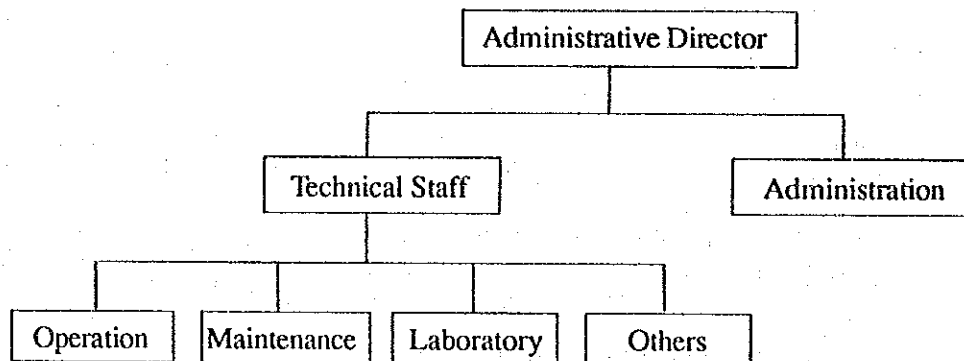 Administrative Director
Technical Staff
Administration
Operation
Maintenance
Laboratory
Others